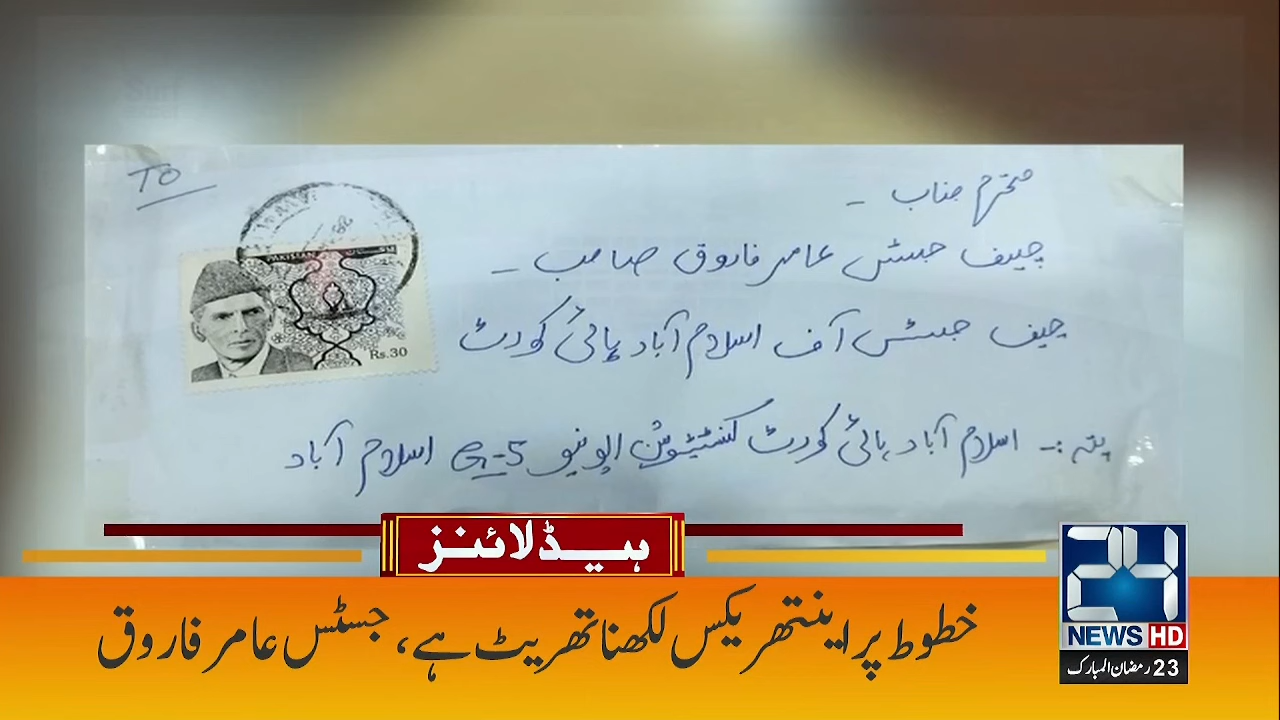 TO
محترم جناب ۔
چیف جسٹس عامر فاروق صاحب ۔
PAKISTAN
Rs.30
چیف جسٹس آف اسلام آباد ہائی کورٹ
پتہ :۔ اسلام آباد ہائی کورٹ کنسٹیٹیوشن ایونیو G-5 اسلام آباد
ہیڈلائنز
خطوط پر اینتھریکس لکھنا تھریٹ ہے، جسٹس عامر فاروق
24
NEWS HD
23 رمضان المبارک